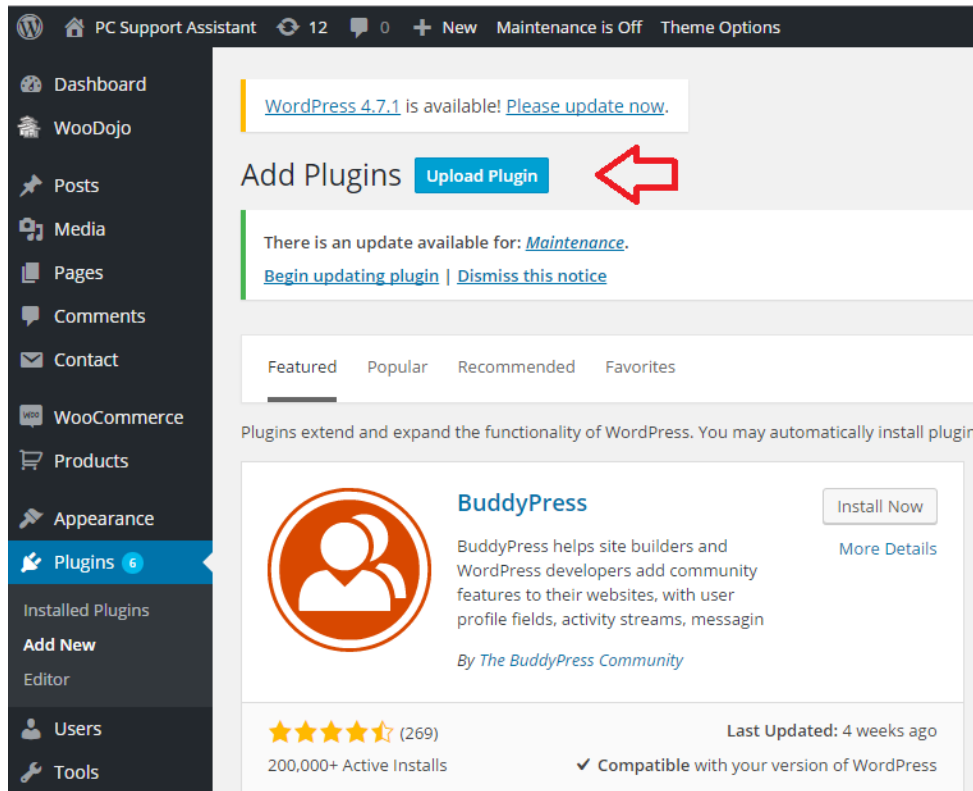 PC Support Assistant 12 0 New Maintenance is Off Theme Options
Dashboard
WooDojo
Posts
Media
Pages
Comments
Contact
WOO WooCommerce
Products
Appearance
Plugins 6
Installed Plugins
Add New
Editor
Users
Tools
WordPress 4.7.1 is available! Please update now.
Add Plugins Upload Plugin
There is an update available for: Maintenance.
Begin updating plugin | Dismiss this notice
Featured Popular Recommended Favorites
Plugins extend and expand the functionality of WordPress. You may automatically install plugin
BuddyPress Install Now
More Details
BuddyPress helps site builders and
WordPress developers add community
features to their websites, with user
profile fields, activity streams, messagin
By The BuddyPress Community
(269) Last Updated: 4 weeks ago
200,000+ Active Installs Compatible with your version of WordPress